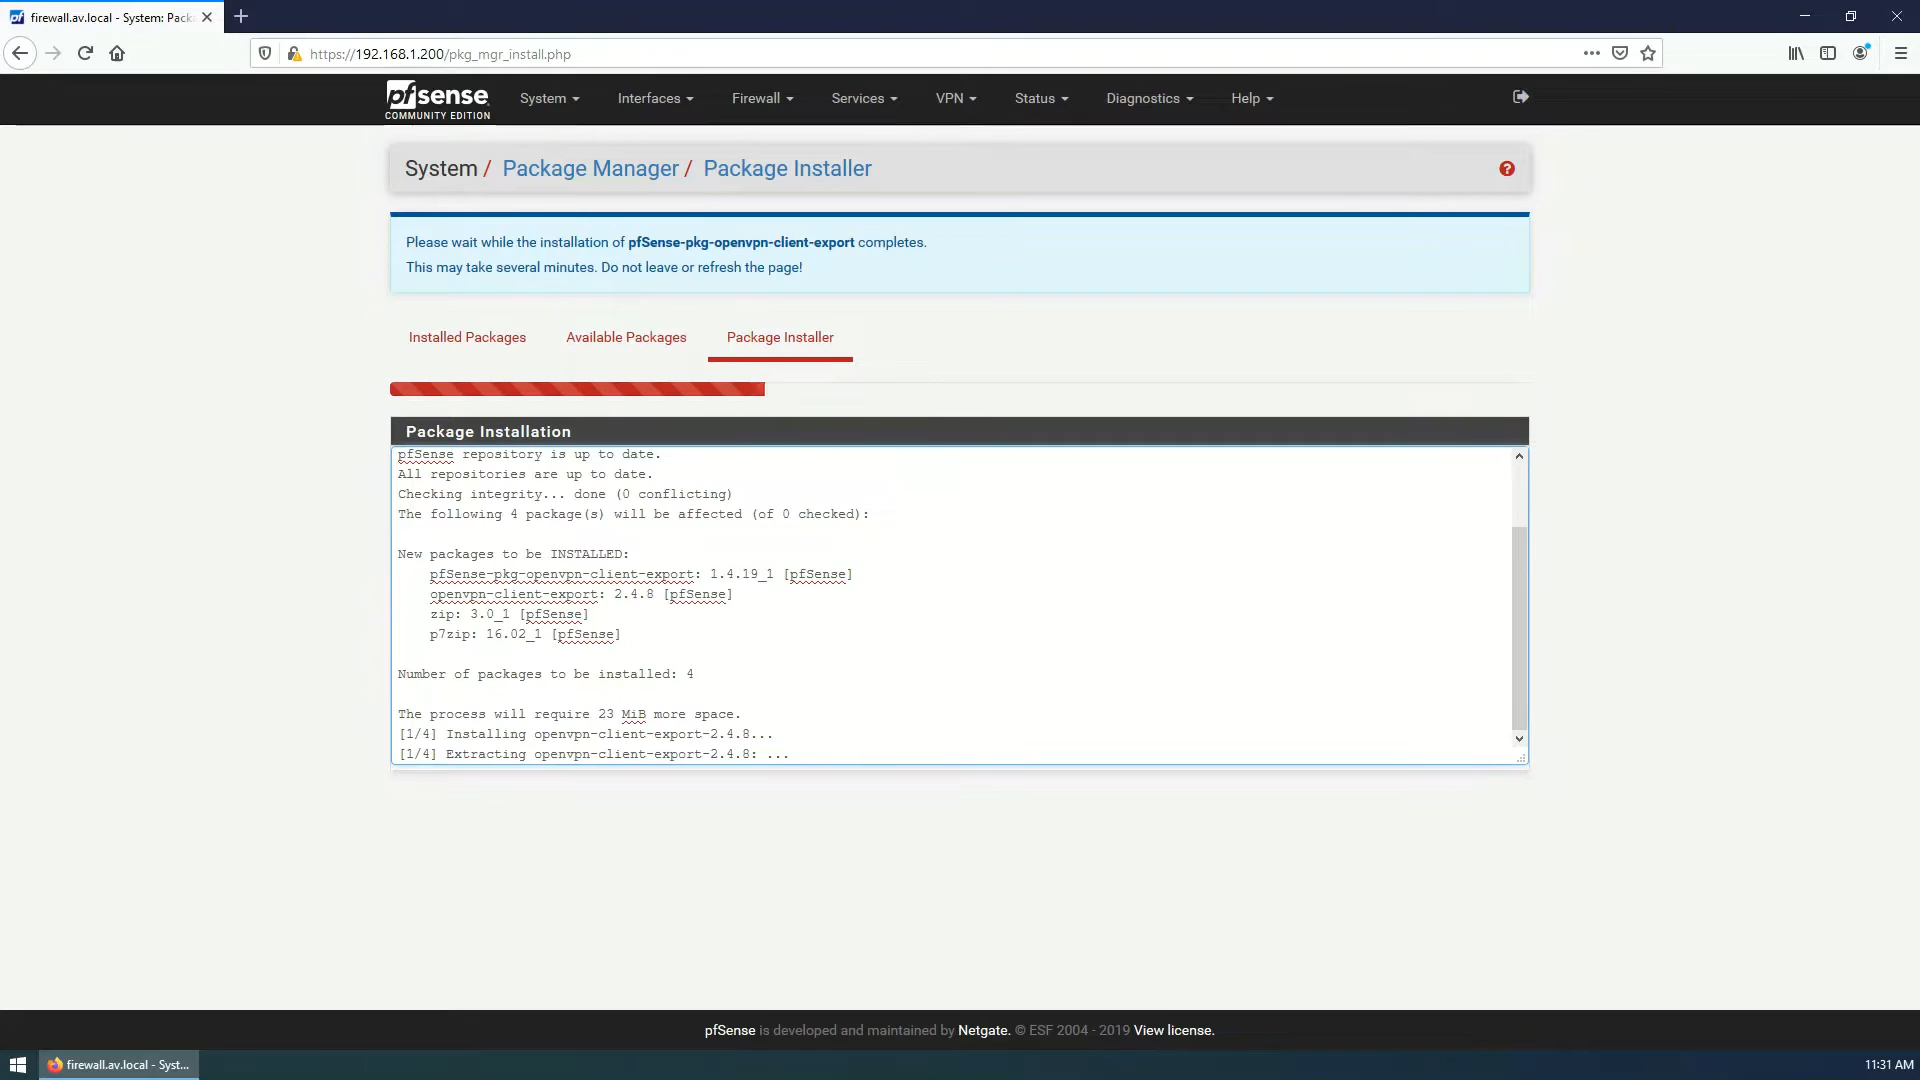 firewall.av.local - System: Pack
https://192.168.1.200/pkg_mgr_install.php
pfsense
COMMUNITY EDITION
System
Interfaces
Firewall
Services
VPN
Status
Diagnostics
Help
System / Package Manager / Package Installer
?
Please wait while the installation of pfSense-pkg-openvpn-client-export completes.
This may take several minutes. Do not leave or refresh the page!
Installed Packages
Available Packages
Package Installer
Package Installation
pfSense repository is up to date.
All repositories are up to date.
Checking integrity... done (0 conflicting)
The following 4 package(s) will be affected (of 0 checked):
New packages to be INSTALLED:
pfSense-pkg-openvpn-client-export: 1.4.19_1 [pfSense]
openvpn-client-export: 2.4.8 [pfSense]
zip: 3.0_1 [pfSense]
p7zip: 16.02_1 [pfSense]
Number of packages to be installed: 4
The process will require 23 MiB more space.
[1/4] Installing openvpn-client-export-2.4.8...
[1/4] Extracting openvpn-client-export-2.4.8: ...
pfSense is developed and maintained by Netgate. © ESF 2004 - 2019 View license.
firewall.av.local - Syst...
11:31 AM